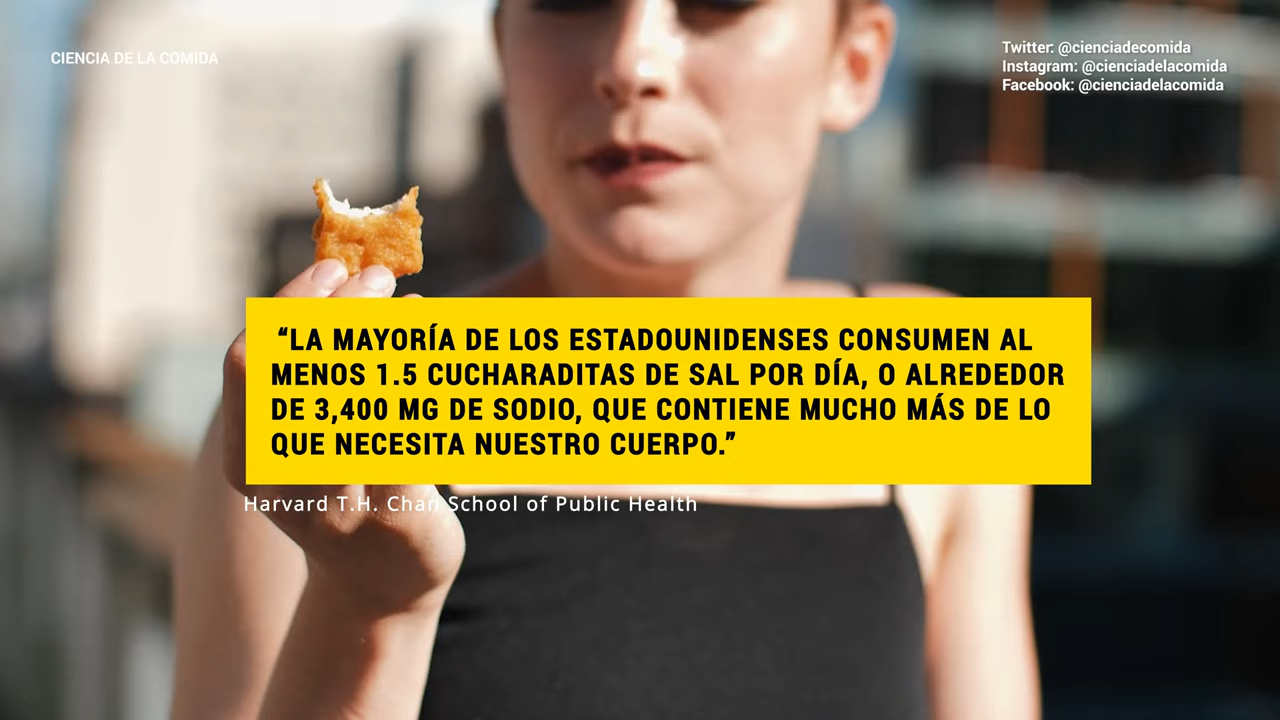 CIENCIA DE LA COMIDA
Twitter: @cienciadecomida
Instagram: @cienciadelacomida
Facebook: @cienciadelacomida
“LA MAYORÍA DE LOS ESTADOUNIDENSES CONSUMEN AL
MENOS 1.5 CUCHARADITAS DE SAL POR DÍA, O ALREDEDOR
DE 3,400 MG DE SODIO, QUE CONTIENE MUCHO MÁS DE LO
QUE NECESITA NUESTRO CUERPO.”
Harvard T.H. Chan School of Public Health